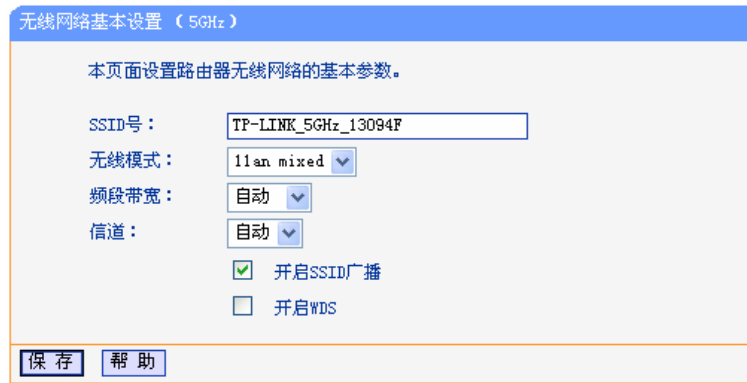 无线网络基本设置 （5GHz）
本页面设置路由器无线网络的基本参数。
SSID号： TP-LINK_5GHz_13094F
无线模式： 11an mixed
频段带宽： 自动
信道： 自动
开启SSID广播
开启WDS
保 存 帮 助